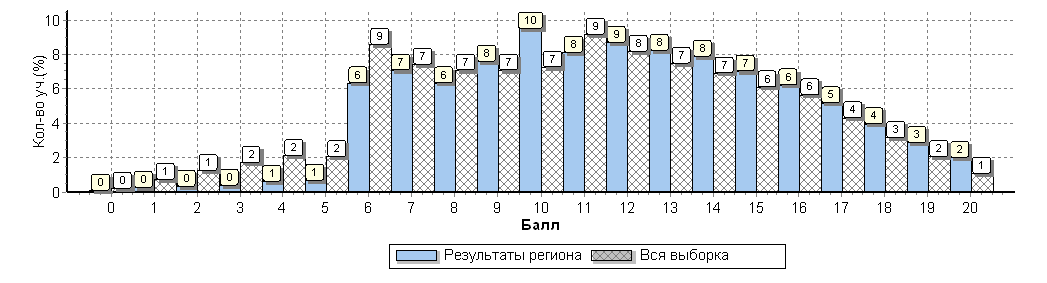 Кол-во уч.(%)
10
8
6
4
2
0
0 0 0 1 0 1 0 2 1 2 1 2 6 9 7 7 6 7 8 7 10 7 8 9 9 8 8 7 8 7 7 6 6 6 5 4 4 3 3 2 2 1
0 1 2 3 4 5 6 7 8 9 10 11 12 13 14 15 16 17 18 19 20
Балл
Результаты региона Вся выборка